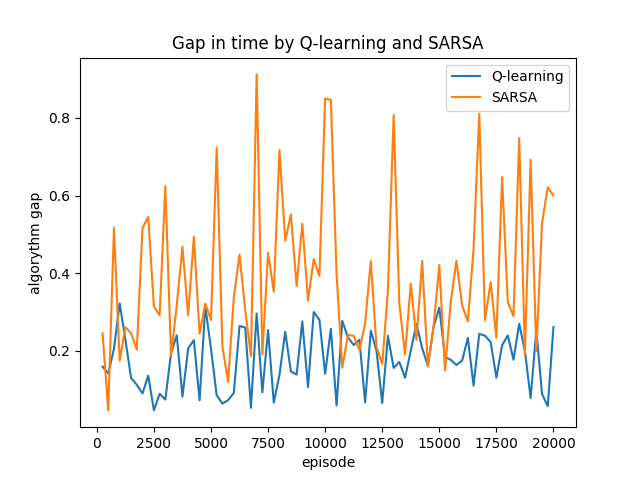 Gap in time by Q-learning and SARSA
Q-learning
SARSA
algorythm gap
0.8
0.6
0.4
0.2
0 2500 5000 7500 10000 12500 15000 17500 20000
episode